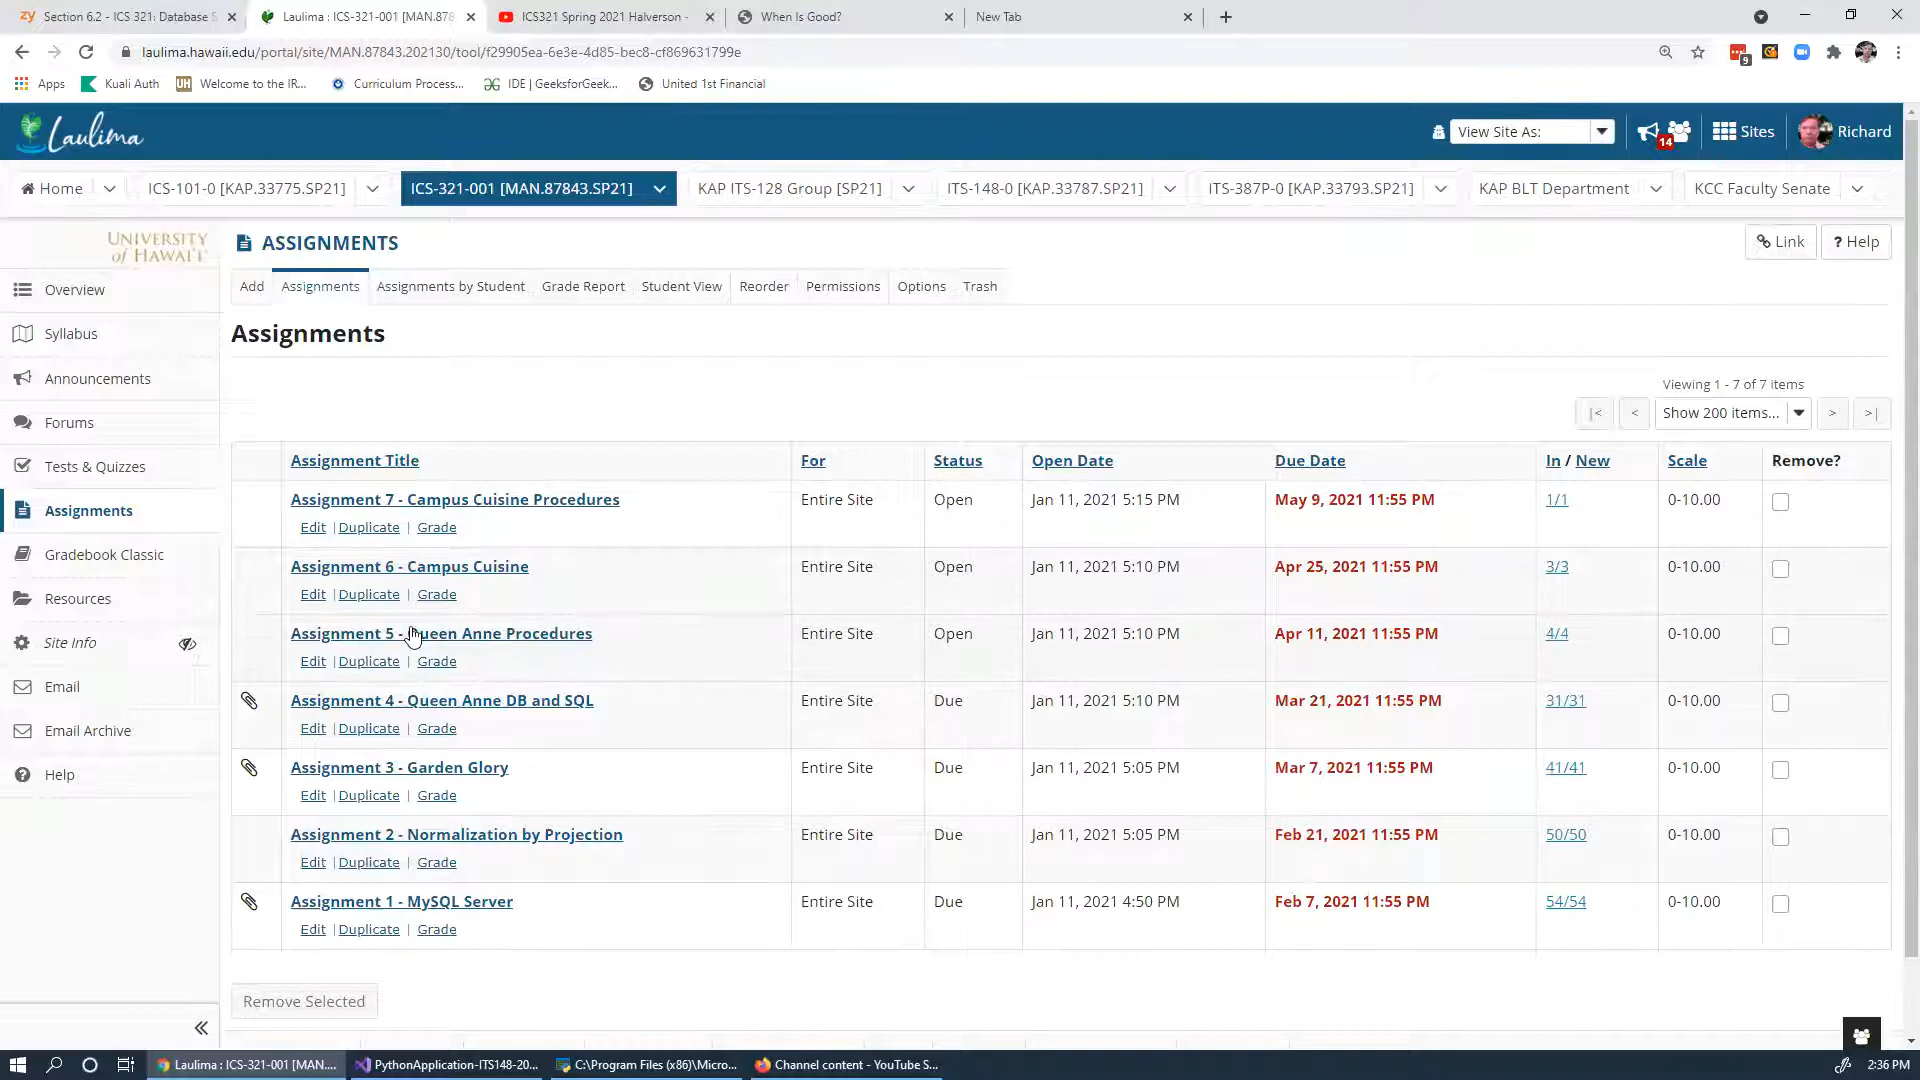 Section 6.2 - ICS 321: Database S
Laulima : ICS-321-001 [MAN.878
ICS321 Spring 2021 Halverson -
When Is Good?
New Tab
laulima.hawaii.edu/portal/site/MAN.87843.202130/tool/f29905ea-6e3e-4d85-bec8-cf869631799e
9
Apps
Kuali Auth
UH Welcome to the IR...
Curriculum Process...
IDE | GeeksforGeek...
United 1st Financial
Laulima
View Site As:
14
Sites
Richard
Home
ICS-101-0 [KAP.33775.SP21]
ICS-321-001 [MAN.87843.SP21]
KAP ITS-128 Group [SP21]
ITS-148-0 [KAP.33787.SP21]
ITS-387P-0 [KAP.33793.SP21]
KAP BLT Department
KCC Faculty Senate
UNIVERSITY
of HAWAI'I
Overview
Syllabus
Announcements
Forums
Tests & Quizzes
Assignments
Gradebook Classic
Resources
Site Info
Email
Email Archive
Help
ASSIGNMENTS
Link
? Help
Add
Assignments
Assignments by Student
Grade Report
Student View
Reorder
Permissions
Options
Trash
Assignments
Viewing 1 - 7 of 7 items
|< < Show 200 items... > >|
Assignment Title For Status Open Date Due Date In / New Scale Remove?
Assignment 7 - Campus Cuisine Procedures Entire Site Open Jan 11, 2021 5:15 PM May 9, 2021 11:55 PM 1/1 0-10.00
Edit | Duplicate | Grade
Assignment 6 - Campus Cuisine Entire Site Open Jan 11, 2021 5:10 PM Apr 25, 2021 11:55 PM 3/3 0-10.00
Edit | Duplicate | Grade
Assignment 5 - Queen Anne Procedures Entire Site Open Jan 11, 2021 5:10 PM Apr 11, 2021 11:55 PM 4/4 0-10.00
Edit | Duplicate | Grade
Assignment 4 - Queen Anne DB and SQL Entire Site Due Jan 11, 2021 5:10 PM Mar 21, 2021 11:55 PM 31/31 0-10.00
Edit | Duplicate | Grade
Assignment 3 - Garden Glory Entire Site Due Jan 11, 2021 5:05 PM Mar 7, 2021 11:55 PM 41/41 0-10.00
Edit | Duplicate | Grade
Assignment 2 - Normalization by Projection Entire Site Due Jan 11, 2021 5:05 PM Feb 21, 2021 11:55 PM 50/50 0-10.00
Edit | Duplicate | Grade
Assignment 1 - MySQL Server Entire Site Due Jan 11, 2021 4:50 PM Feb 7, 2021 11:55 PM 54/54 0-10.00
Edit | Duplicate | Grade
Remove Selected
Laulima : ICS-321-001 [MAN....
PythonApplication-ITS148-20...
C:\Program Files (x86)\Micro...
Channel content - YouTube S...
2:36 PM